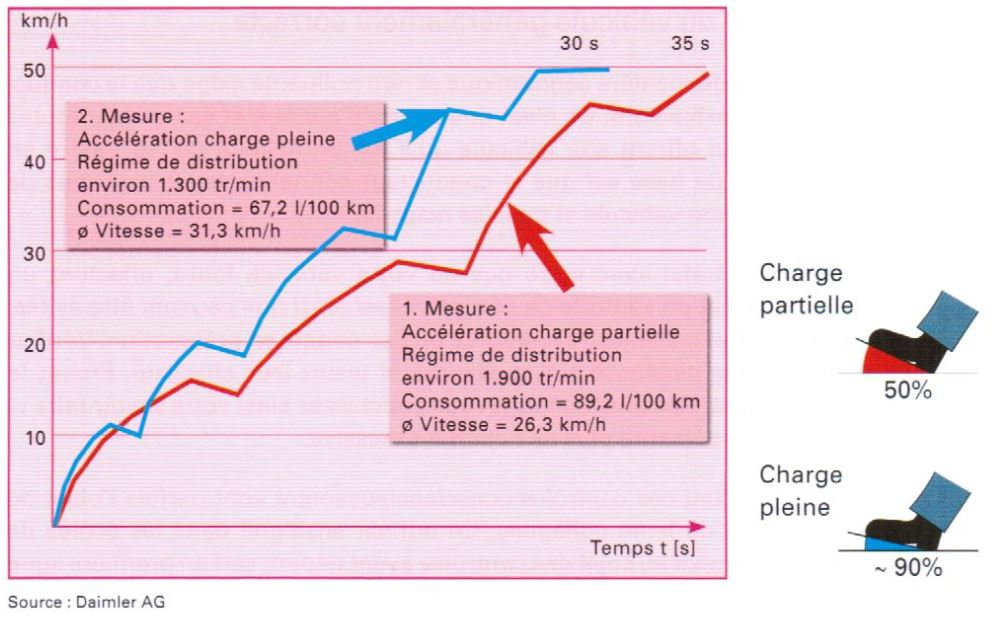 km/h
30 s
35 s
50
40
30
20
10
2. Mesure :
Accélération charge pleine
Régime de distribution
environ 1.300 tr/min
Consommation = 67,2 l/100 km
ø Vitesse = 31,3 km/h
1. Mesure :
Accélération charge partielle
Régime de distribution
environ 1.900 tr/min
Consommation = 89,2 l/100 km
ø Vitesse = 26,3 km/h
Temps t [s]
Charge
partielle
50%
Charge
pleine
~ 90%
Source : Daimler AG